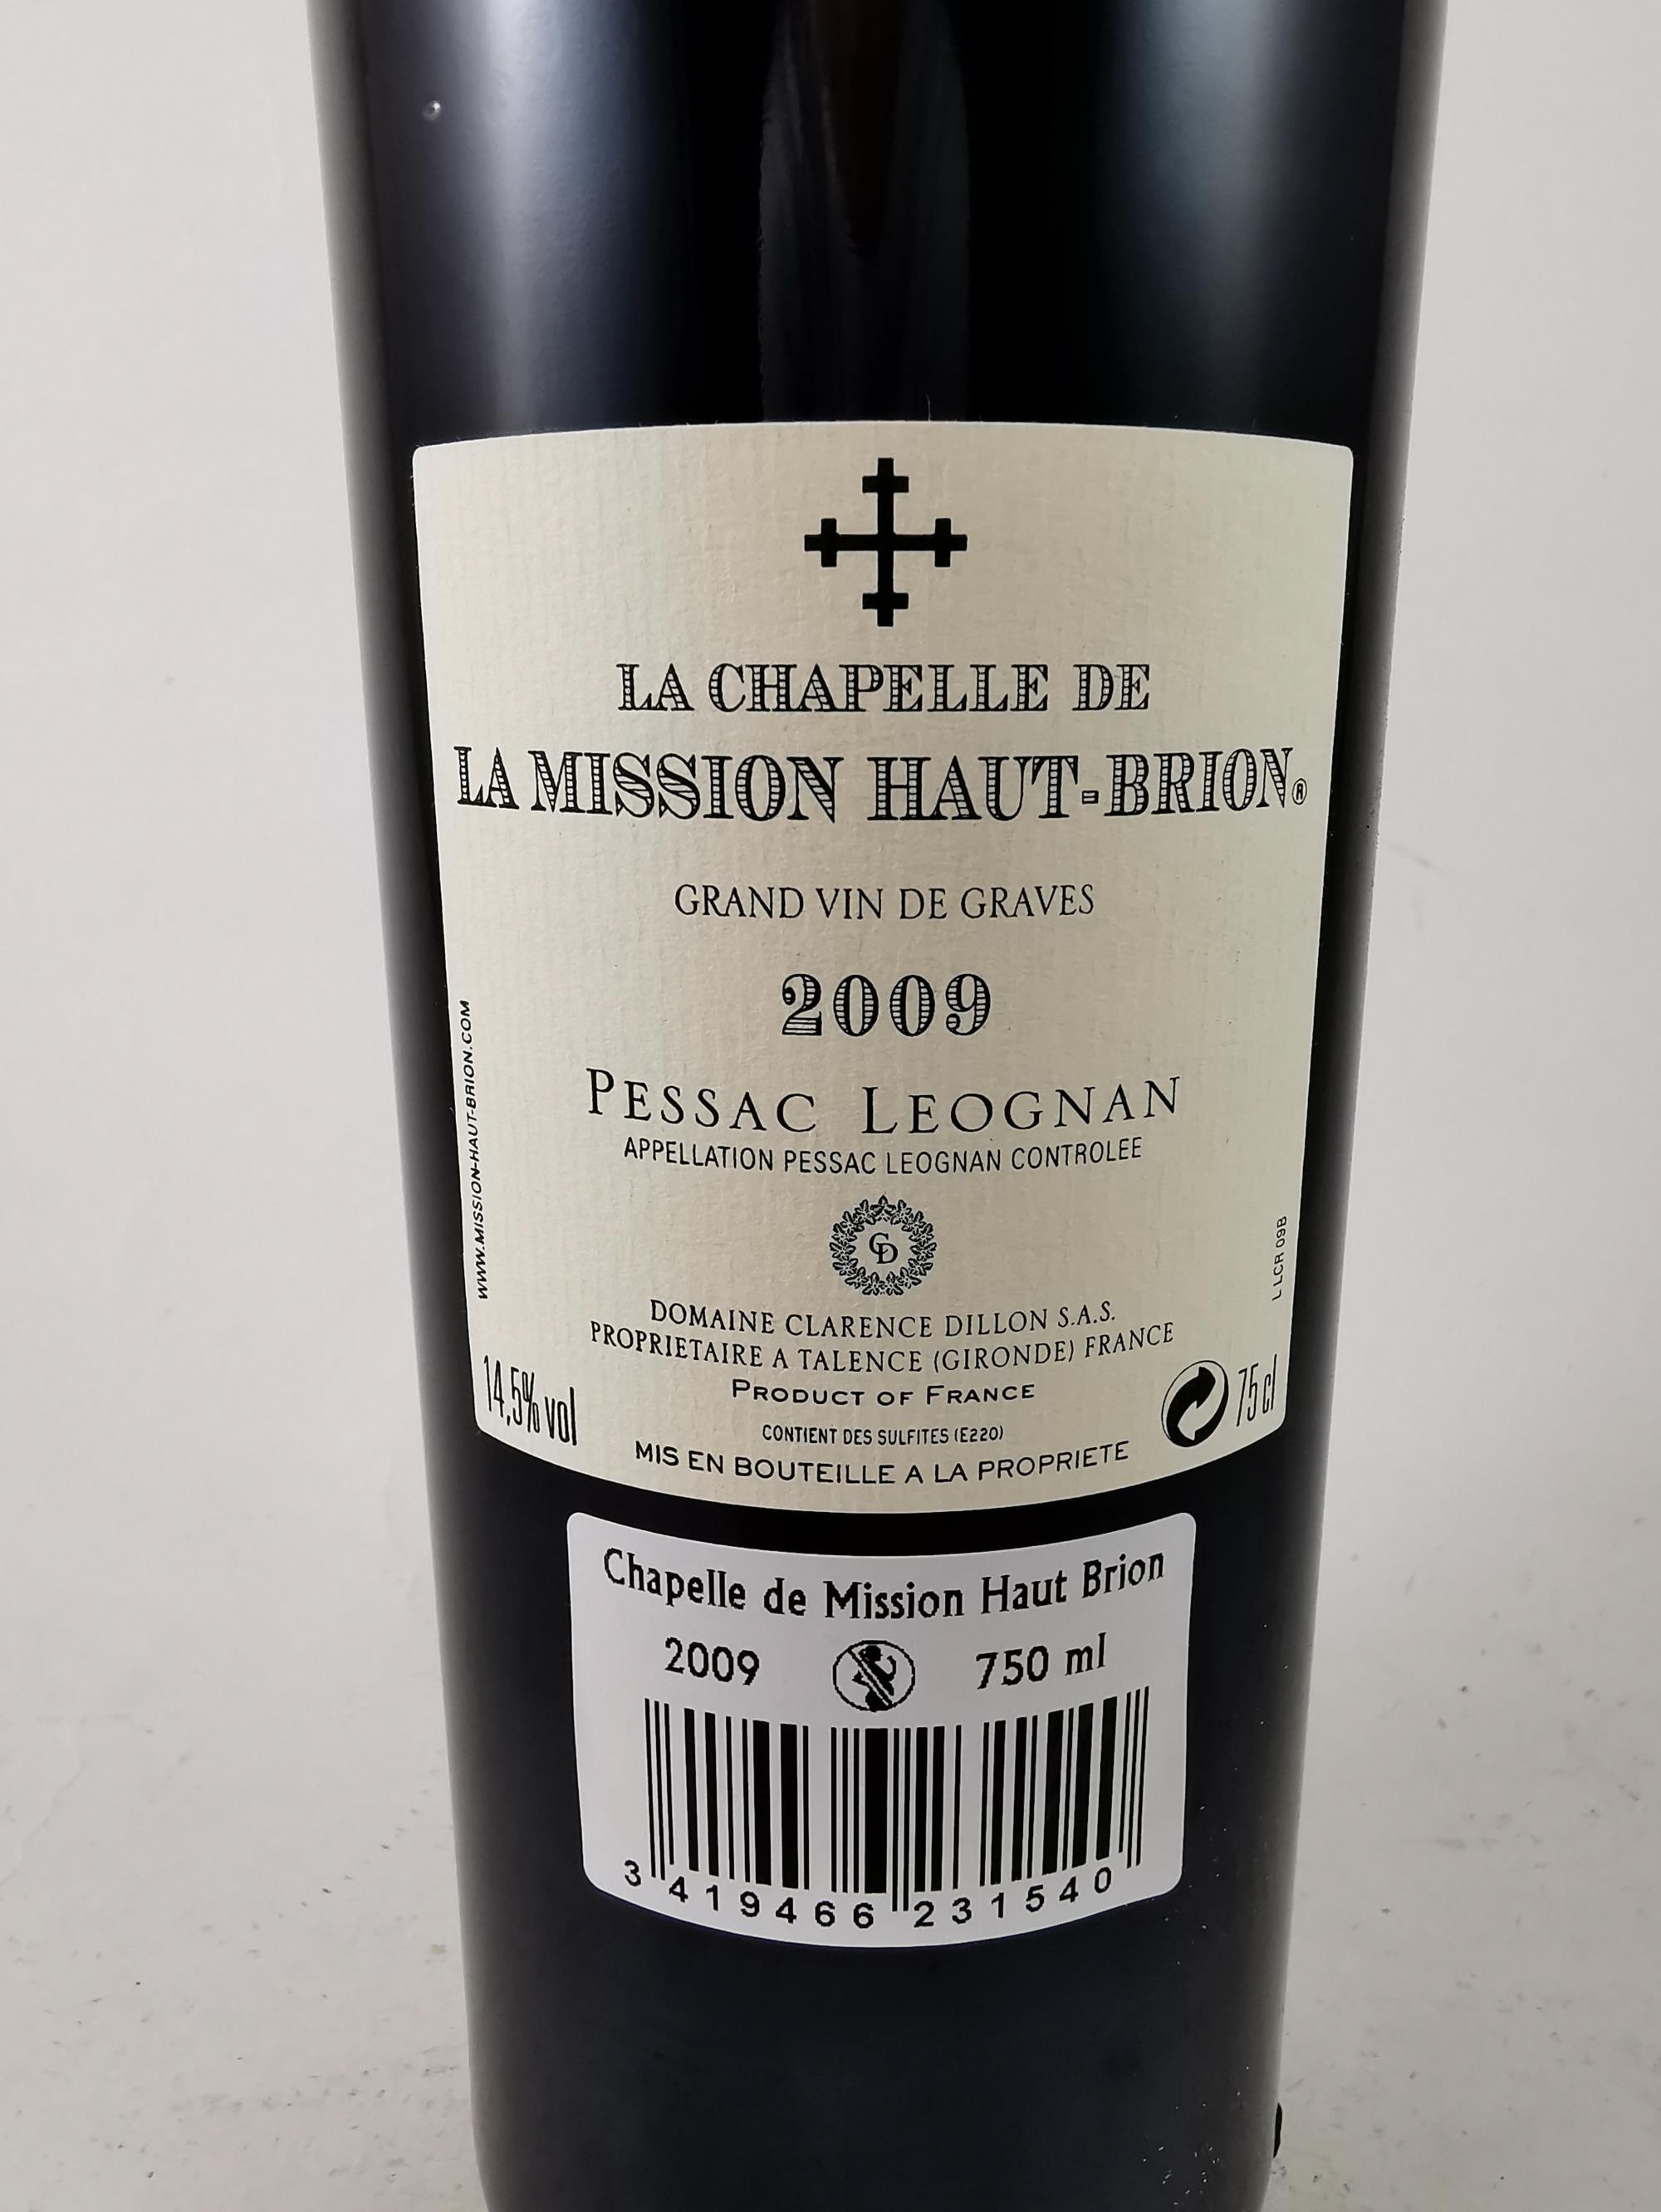 LA CHAPELLE DE
LA MISSION HAUT-BRION®
GRAND VIN DE GRAVES
2009
PESSAC LEOGNAN
APPELLATION PESSAC LEOGNAN CONTROLEE
CD
WWW.MISSION-HAUT-BRION.COM
L LCR 09B
DOMAINE CLARENCE DILLON S.A.S.
PROPRIETAIRE A TALENCE (GIRONDE) FRANCE
PRODUCT OF FRANCE
14,5% vol
75 cl
CONTIENT DES SULFITES (E220)
MIS EN BOUTEILLE A LA PROPRIETE
Chapelle de Mission Haut Brion
2009 750 ml
3 419466 231540